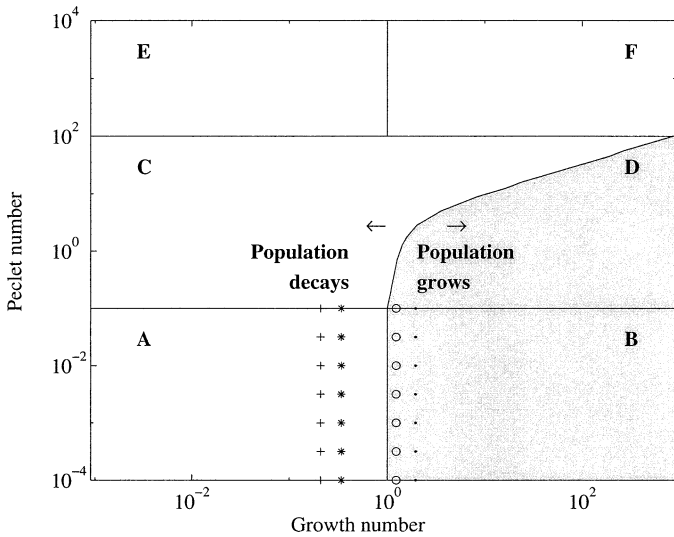 10^4
E
F
10^2
C
D
Peclet number
10^0
Population
decays
Population
grows
A
B
10^-2
10^-4
10^-2
10^0
10^2
Growth number